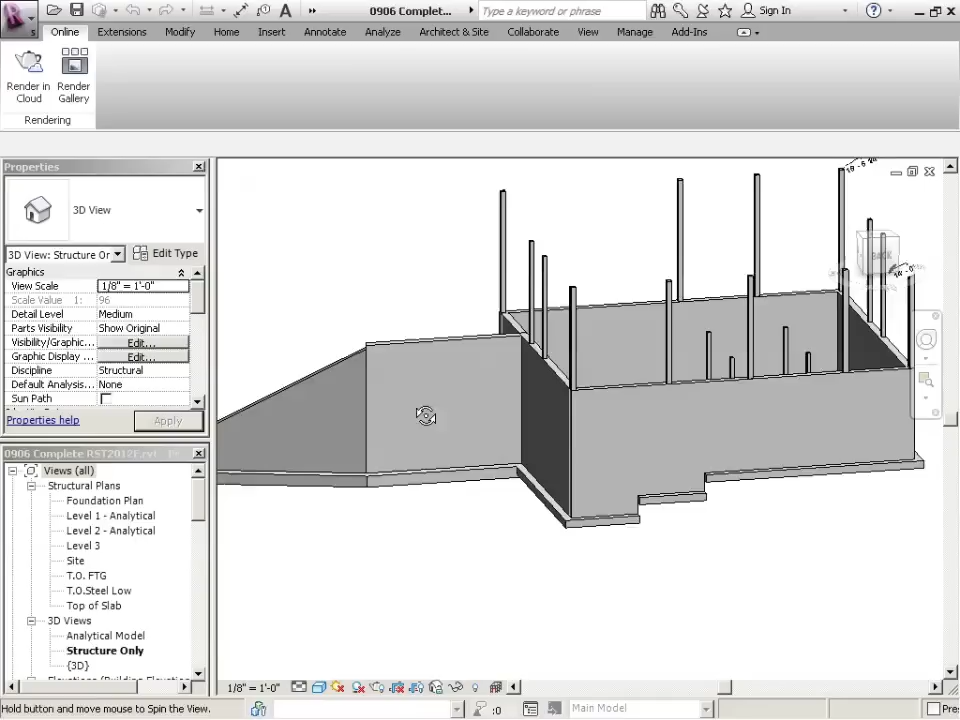 0906 Complet...
Type a keyword or phrase
Sign In
Online Extensions Modify Home Insert Annotate Analyze Architect & Site Collaborate View Manage Add-Ins
Render in Cloud
Render Gallery
Rendering
Properties
3D View
3D View: Structure Or
Edit Type
Graphics
View Scale 1/8" = 1'-0"
Scale Value 1: 96
Detail Level Medium
Parts Visibility Show Original
Visibility/Graphic... Edit...
Graphic Display ... Edit...
Discipline Structural
Default Analysis... None
Sun Path
Properties help
Apply
0906 Complete RST2012F.rvt
Views (all)
Structural Plans
Foundation Plan
Level 1 - Analytical
Level 2 - Analytical
Level 3
Site
T.O. FTG
T.O.Steel Low
Top of Slab
3D Views
Analytical Model
Structure Only
{3D}
BACK
1/8" = 1'-0"
Hold button and move mouse to Spin the View.
:0
Main Model
Pre